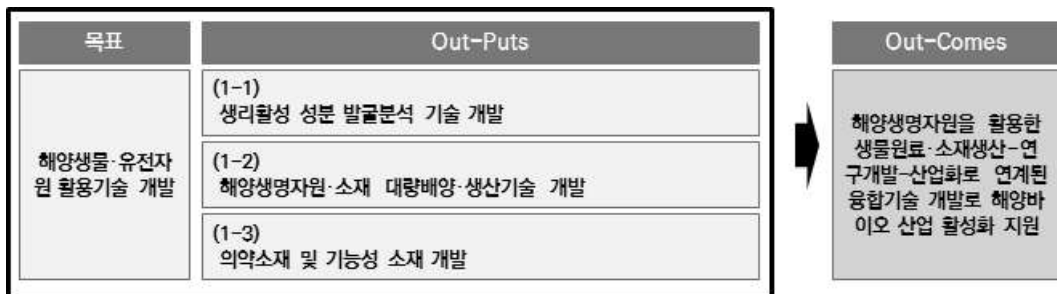 목표
Out-Puts
Out-Comes
해양생물·유전자
원 활용기술 개발
(1-1)
생리활성 성분 발굴분석 기술 개발
(1-2)
해양생명자원·소재 대량배양·생산기술 개발
(1-3)
의약소재 및 기능성 소재 개발
해양생명자원을 활용한
생물원료·소재생산-연
구개발-산업화로 연계된
융합기술 개발로 해양바
이오 산업 활성화 지원